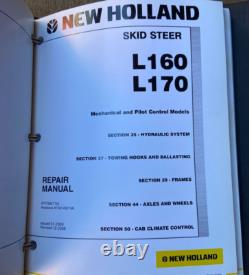 NEW HOLLAND
SKID STEER
L160
L170
Mechanical and Pilot Control Models
SECTION 35 - HYDRAULIC SYSTEM
SECTION 37 - TOWING HOOKS AND BALLASTING
REPAIR
MANUAL
SECTION 39 - FRAMES
SECTION 44 - AXLES AND WHEELS
SECTION 50 - CAB CLIMATE CONTROL
NEW HOLLAND